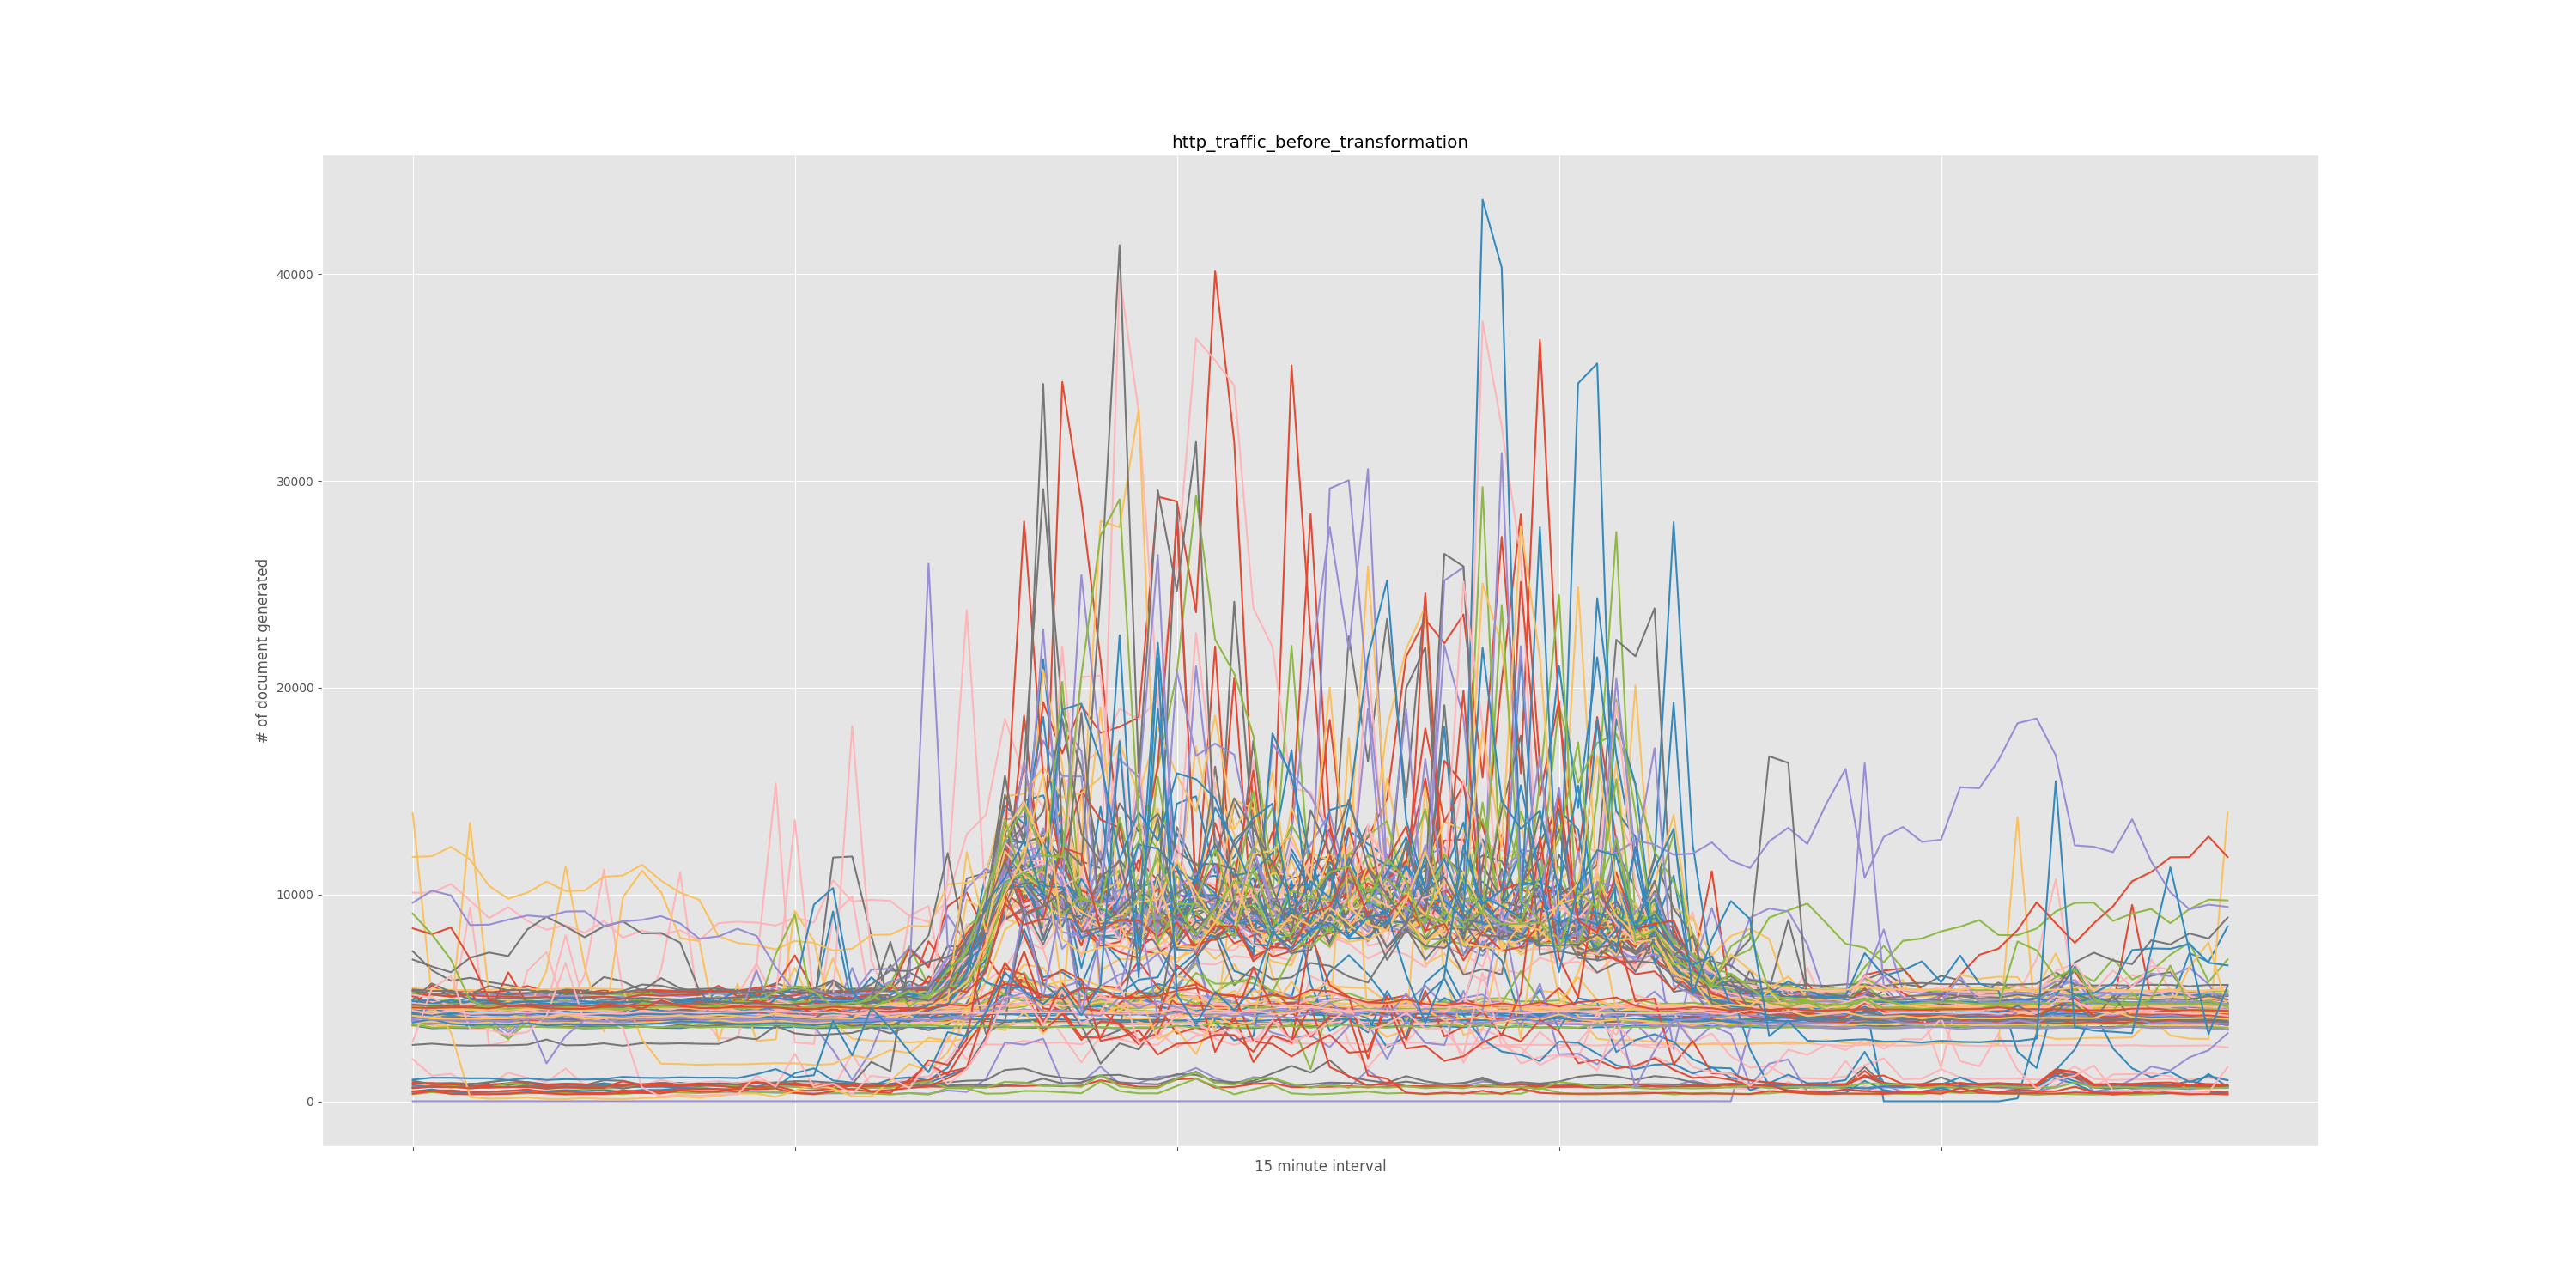 http_traffic_before_transformation
40000
30000
20000
10000
0
# of document generated
15 minute interval